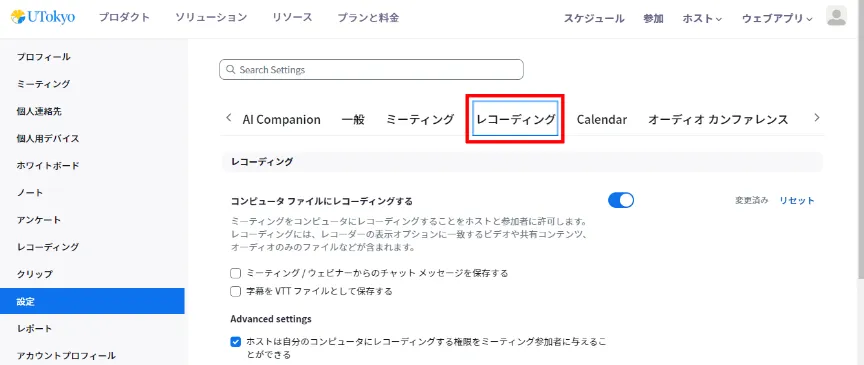 UTokyo
プロダクト ソリューション リソース プランと料金 スケジュール 参加 ホスト ウェブアプリ
プロフィール
ミーティング
個人連絡先
個人用デバイス
ホワイトボード
ノート
アンケート
レコーディング
クリップ
設定
レポート
アカウントプロフィール
Search Settings
AI Companion 一般 ミーティング レコーディング Calendar オーディオ カンファレンス
レコーディング
コンピュータ ファイルにレコーディングする 変更済み リセット
ミーティングをコンピュータにレコーディングすることをホストと参加者に許可します。
レコーディングには、レコーダーの表示オプションに一致するビデオや共有コンテンツ、
オーディオのみのファイルなどが含まれます。
ミーティング / ウェビナーからのチャット メッセージを保存する
字幕を VTT ファイルとして保存する
Advanced settings
ホストは自分のコンピュータにレコーディングする権限をミーティング参加者に与えるこ
とができる